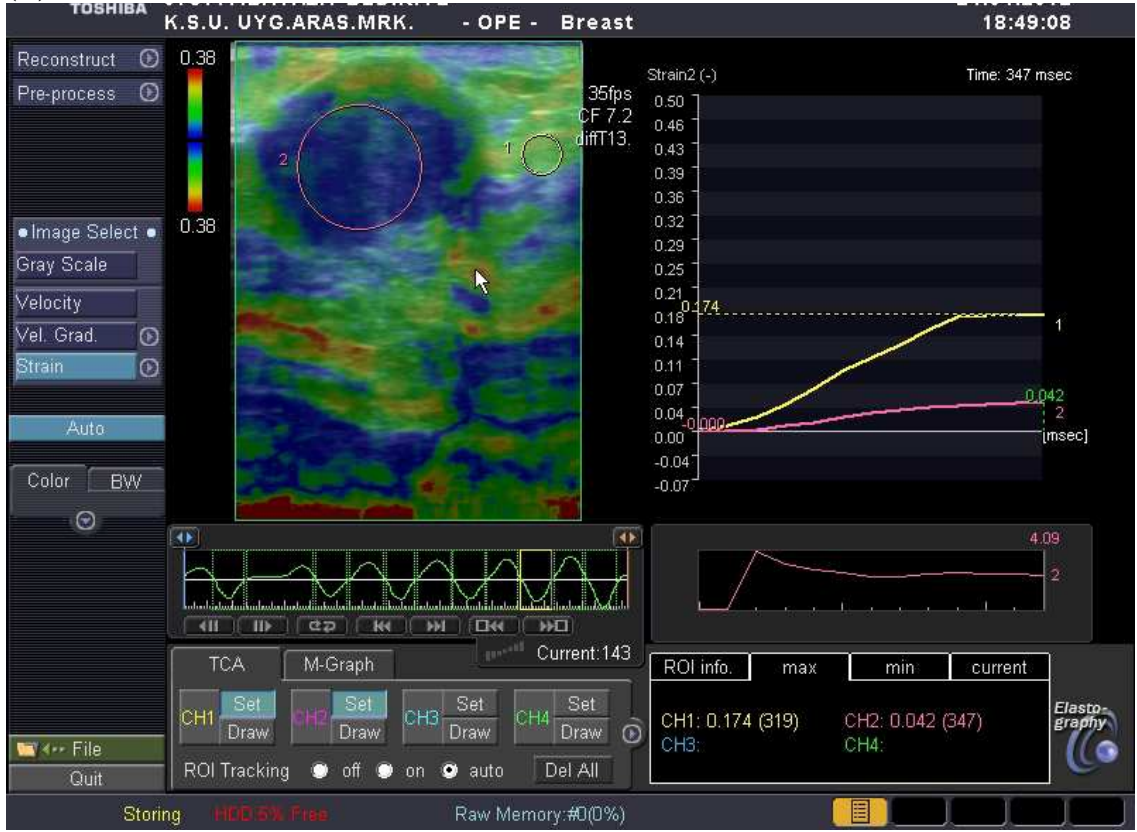 TOSHIBA
K.S.U. UYG.ARAS.MRK. - OPE - Breast
18:49:08
Reconstruct
Pre-process
Image Select
Gray Scale
Velocity
Vel. Grad.
Strain
Auto
Color BW
File
Quit
0.38
0.38
35fps
CF 7.2
diffT13.
1
2
Strain2 (-) Time: 347 msec
0.50
0.46
0.43
0.39
0.36
0.32
0.29
0.25
0.21
0.18
0.14
0.11
0.07
0.04
0.00
-0.04
-0.07
0.174
-0.000
1
0.042
2
[msec]
4.09
2
Current:143
TCA M-Graph
CH1 Set Draw CH2 Set Draw CH3 Set Draw CH4 Set Draw
ROI Tracking off on auto Del All
ROI info. max min current
CH1: 0.174 (319) CH2: 0.042 (347)
CH3: CH4:
Elasto-
graphy
Storing HDD 5% Free Raw Memory:#0(0%)